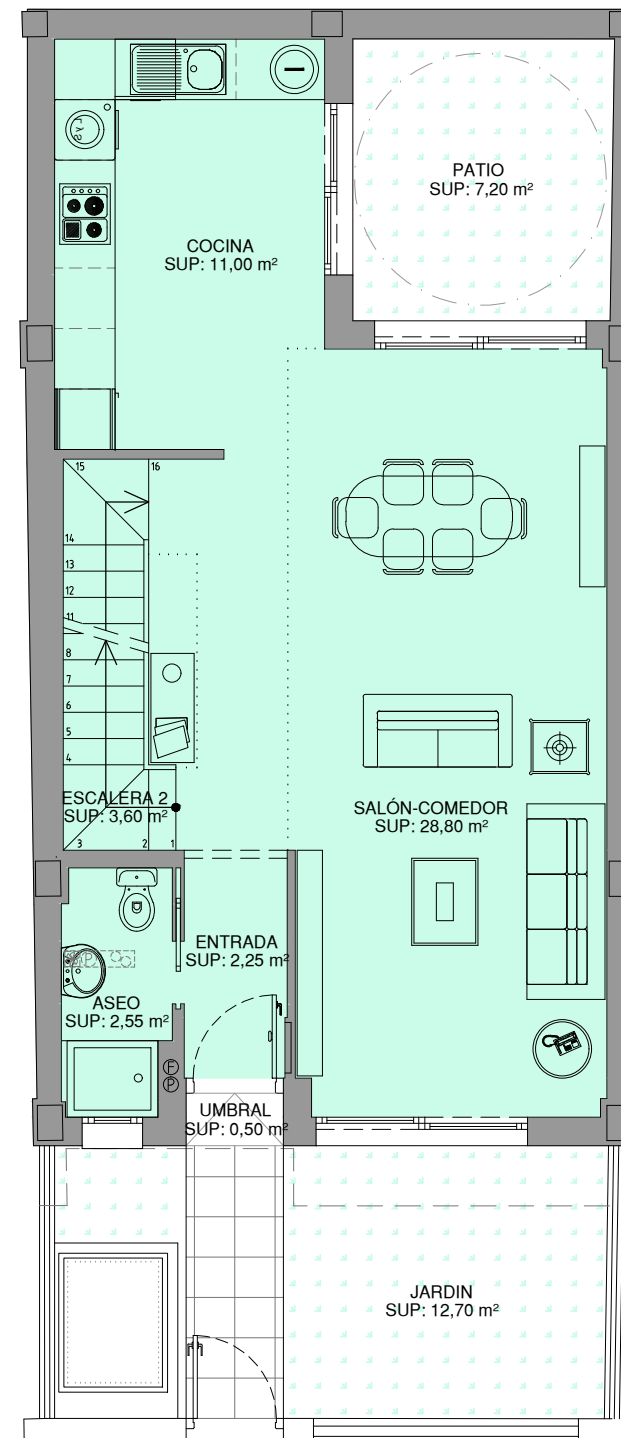 PATIO
SUP: 7,20 m²
LAV
COCINA
SUP: 11,00 m²
15
16
14
13
12
11
8
7
6
5
4
ESCALERA 2
SUP: 3,60 m²
3
2
1
SALÓN-COMEDOR
SUP: 28,80 m²
ENTRADA
SUP: 2,25 m²
ASEO
SUP: 2,55 m²
F
P
UMBRAL
SUP: 0,50 m²
JARDIN
SUP: 12,70 m²